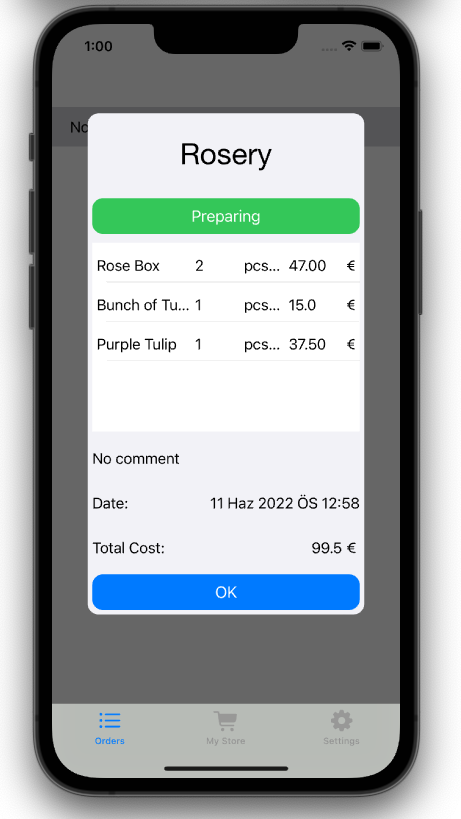 1:00
No
Rosery
Preparing
Rose Box 2 pcs... 47.00 €
Bunch of Tu... 1 pcs... 15.0 €
Purple Tulip 1 pcs... 37.50 €
No comment
Date: 11 Haz 2022 ÖS 12:58
Total Cost: 99.5 €
OK
Orders My Store Settings